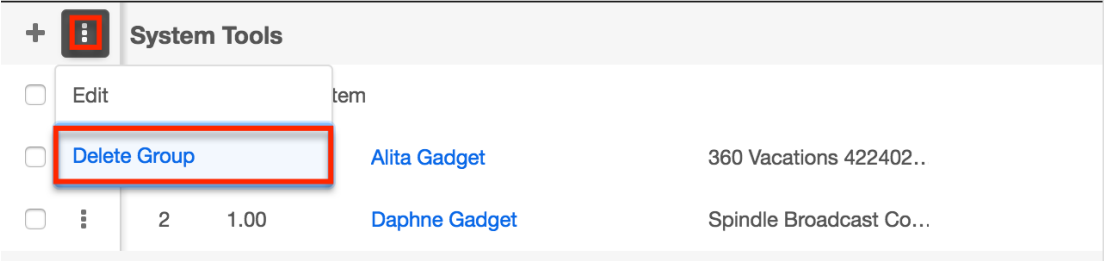 System Tools
Edit
tem
Delete Group
Alita Gadget
360 Vacations 422402..
2
1.00
Daphne Gadget
Spindle Broadcast Co...